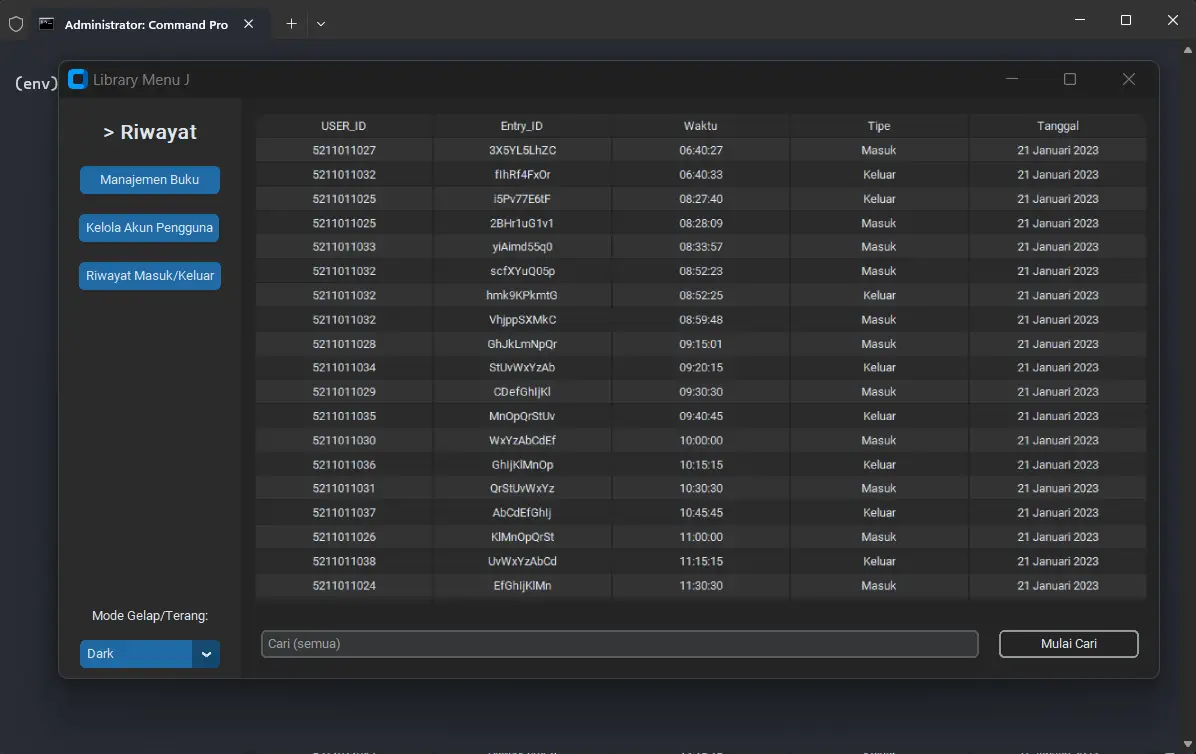 Administrator: Command Pro
(env)
Library Menu J
> Riwayat
Manajemen Buku
Kelola Akun Pengguna
Riwayat Masuk/Keluar
Mode Gelap/Terang:
Dark
USER_ID Entry_ID Waktu Tipe Tanggal
5211011027 3X5YL5LhZC 06:40:27 Masuk 21 Januari 2023
5211011032 fIhRf4FxOr 06:40:33 Keluar 21 Januari 2023
5211011025 i5Pv77E6tF 08:27:40 Keluar 21 Januari 2023
5211011025 2BHr1uG1v1 08:28:09 Masuk 21 Januari 2023
5211011033 yiAimd55q0 08:33:57 Masuk 21 Januari 2023
5211011032 scfXYuQ05p 08:52:23 Masuk 21 Januari 2023
5211011032 hmk9KPkmtG 08:52:25 Keluar 21 Januari 2023
5211011032 VhjppSXMkC 08:59:48 Masuk 21 Januari 2023
5211011028 GhJkLmNpQr 09:15:01 Masuk 21 Januari 2023
5211011034 StUvWxYzAb 09:20:15 Keluar 21 Januari 2023
5211011029 CDefGhIjKl 09:30:30 Masuk 21 Januari 2023
5211011035 MnOpQrStUv 09:40:45 Keluar 21 Januari 2023
5211011030 WxYzAbCdEf 10:00:00 Masuk 21 Januari 2023
5211011036 GhIjKlMnOp 10:15:15 Keluar 21 Januari 2023
5211011031 QrStUvWxYz 10:30:30 Masuk 21 Januari 2023
5211011037 AbCdEfGhIj 10:45:45 Keluar 21 Januari 2023
5211011026 KlMnOpQrSt 11:00:00 Masuk 21 Januari 2023
5211011038 UvWxYzAbCd 11:15:15 Keluar 21 Januari 2023
5211011024 EfGhIjKlMn 11:30:30 Masuk 21 Januari 2023
Cari (semua)
Mulai Cari